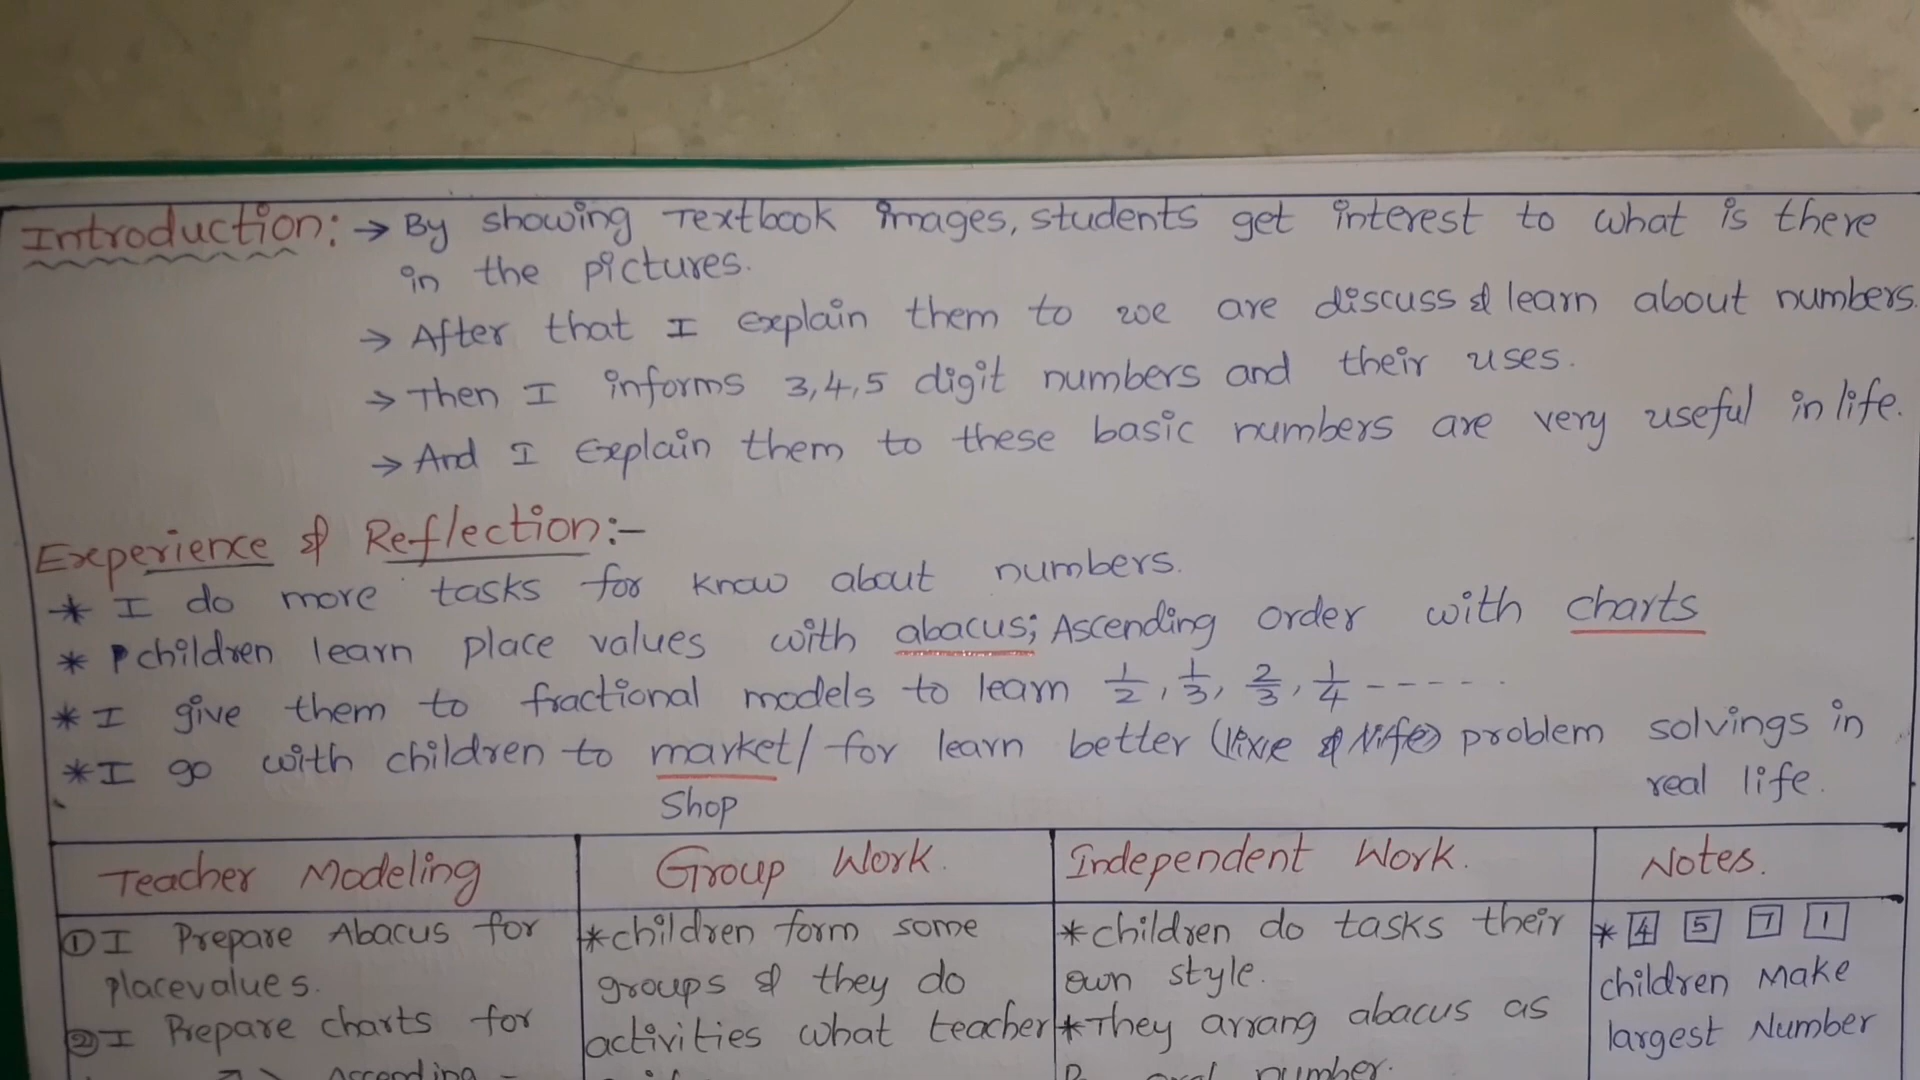 Introduction: → By showing Textbook images, students get interest to what is there
in the pictures.
→ After that I explain them to we are discuss & learn about numbers.
→ Then I informs 3,4,5 digit numbers and their uses.
→ And I Explain them to these basic numbers are very useful in life.
Experience & Reflection:-
* I do more tasks for know about numbers.
* children learn place values with abacus; Ascending order with charts
* I give them to fractional models to learn 1/2, 1/3, 2/3, 1/4 ------
* I go with children to market/ for learn better problem solvings in
real life.
Shop
Teacher Modeling
Group Work.
Independent Work.
Notes.
① I Prepare Abacus for
placevalues.
② I Prepare charts for
Ascending -
* children form some
groups & they do
activities what teacher
* children do tasks their
own style.
* They arrang abacus as
number.
* 4 5 7 1
children Make
largest Number